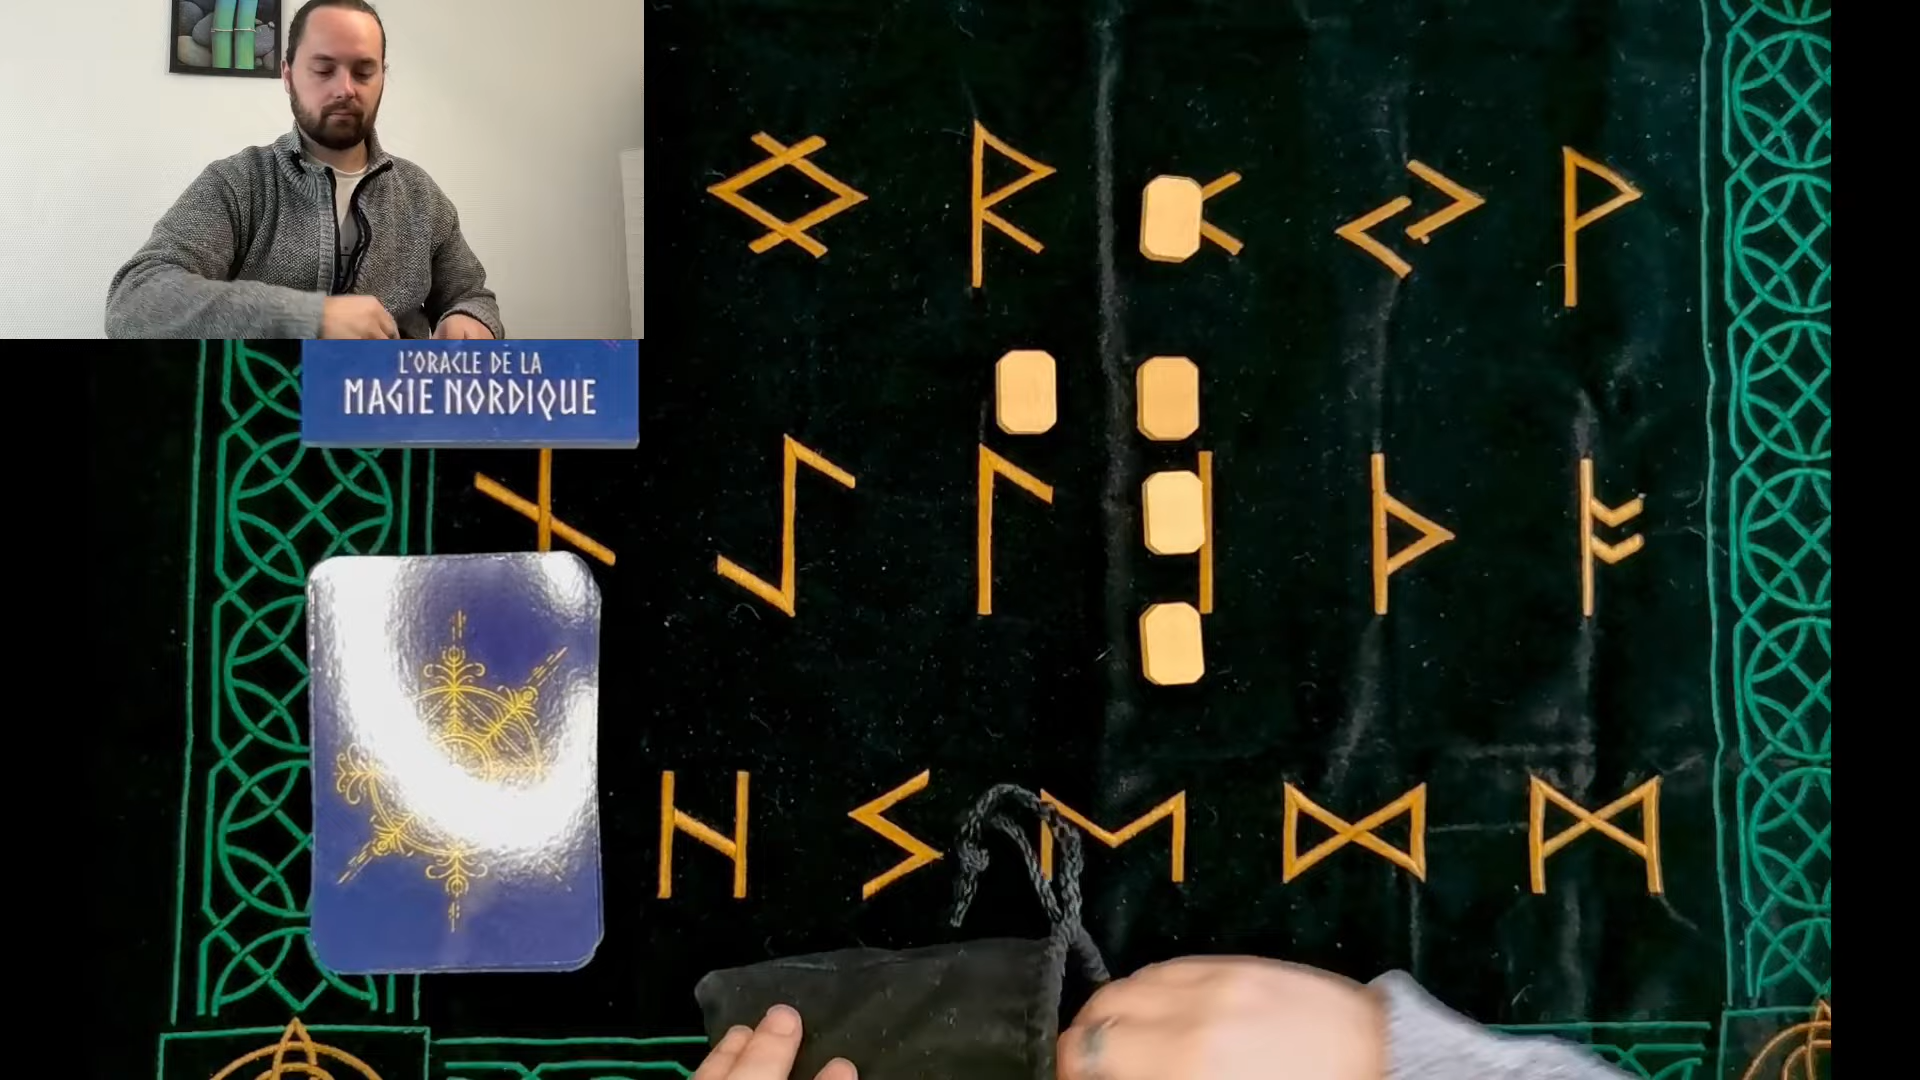 ᛝ ᚱ ᛃ ᚹ
L'ORACLE DE LA
MAGIE NORDIQUE
ᚾ ᛇ ᛚ ᚦ ᚩ
ᚺ ᛊ ᛖ ᛞ ᛗ